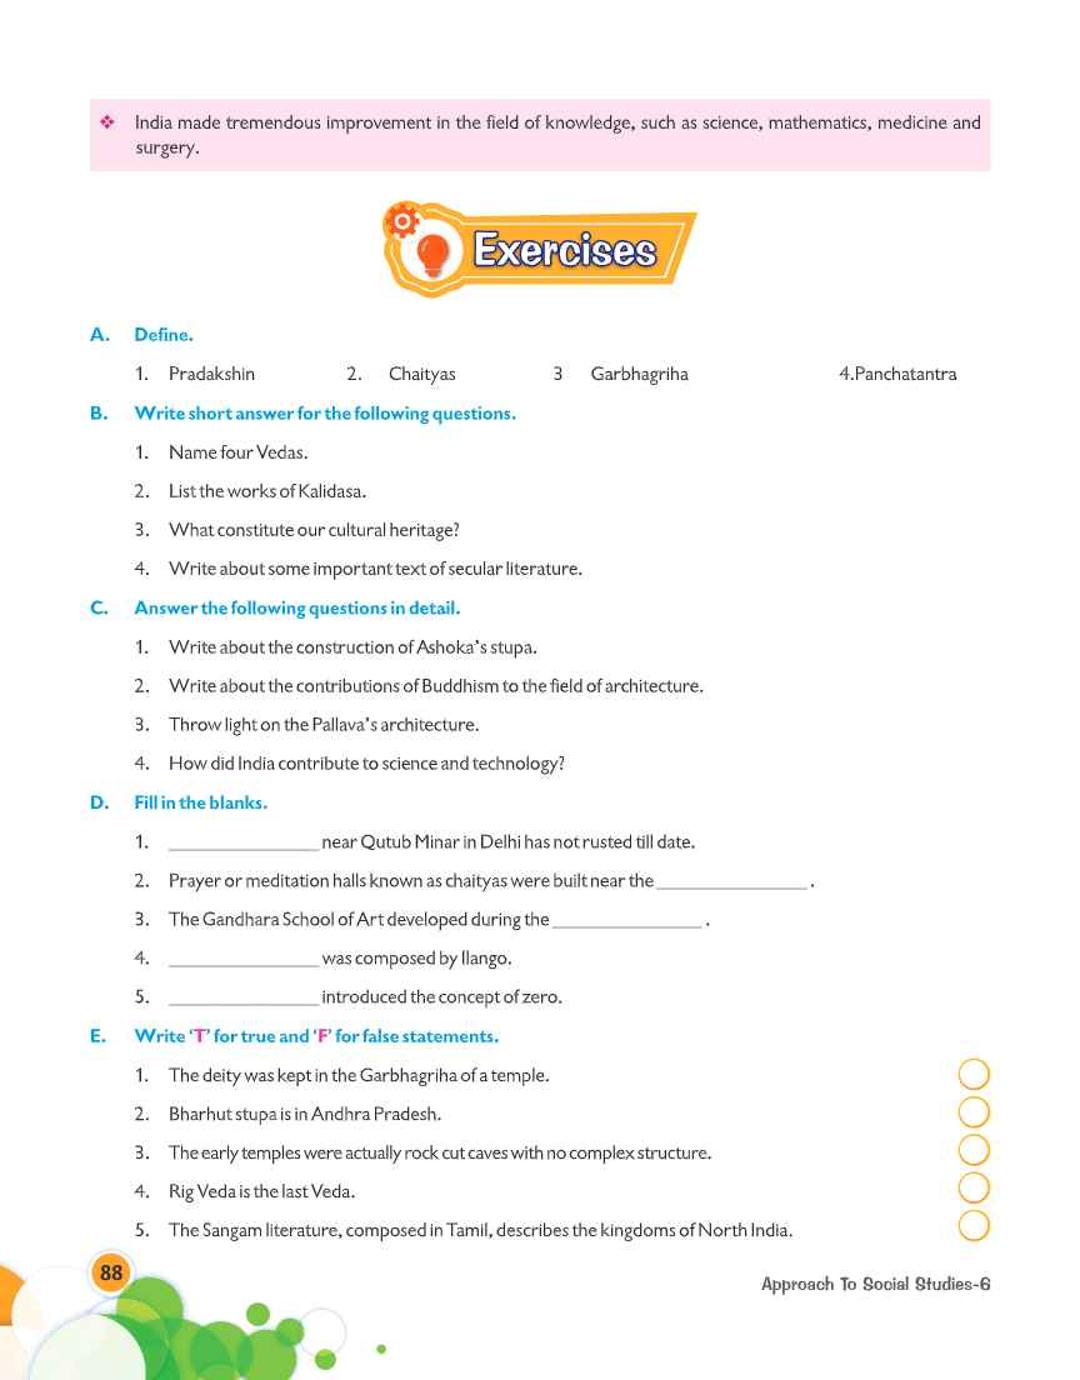 ❖ India made tremendous improvement in the field of knowledge, such as science, mathematics, medicine and
surgery.
Exercises
A. Define.
1. Pradakshin 2. Chaityas 3 Garbhagriha 4.Panchatantra
B. Write short answer for the following questions.
1. Name four Vedas.
2. List the works of Kalidasa.
3. What constitute our cultural heritage?
4. Write about some important text of secular literature.
C. Answer the following questions in detail.
1. Write about the construction of Ashoka's stupa.
2. Write about the contributions of Buddhism to the field of architecture.
3. Throw light on the Pallava's architecture.
4. How did India contribute to science and technology?
D. Fill in the blanks.
1. _______________ near Qutub Minar in Delhi has not rusted till date.
2. Prayer or meditation halls known as chaityas were built near the _______________ .
3. The Gandhara School of Art developed during the _______________ .
4. _______________ was composed by Ilango.
5. _______________ introduced the concept of zero.
E. Write 'T' for true and 'F' for false statements.
1. The deity was kept in the Garbhagriha of a temple.
2. Bharhut stupa is in Andhra Pradesh.
3. The early temples were actually rock cut caves with no complex structure.
4. Rig Veda is the last Veda.
5. The Sangam literature, composed in Tamil, describes the kingdoms of North India.
88
Approach To Social Studies-6